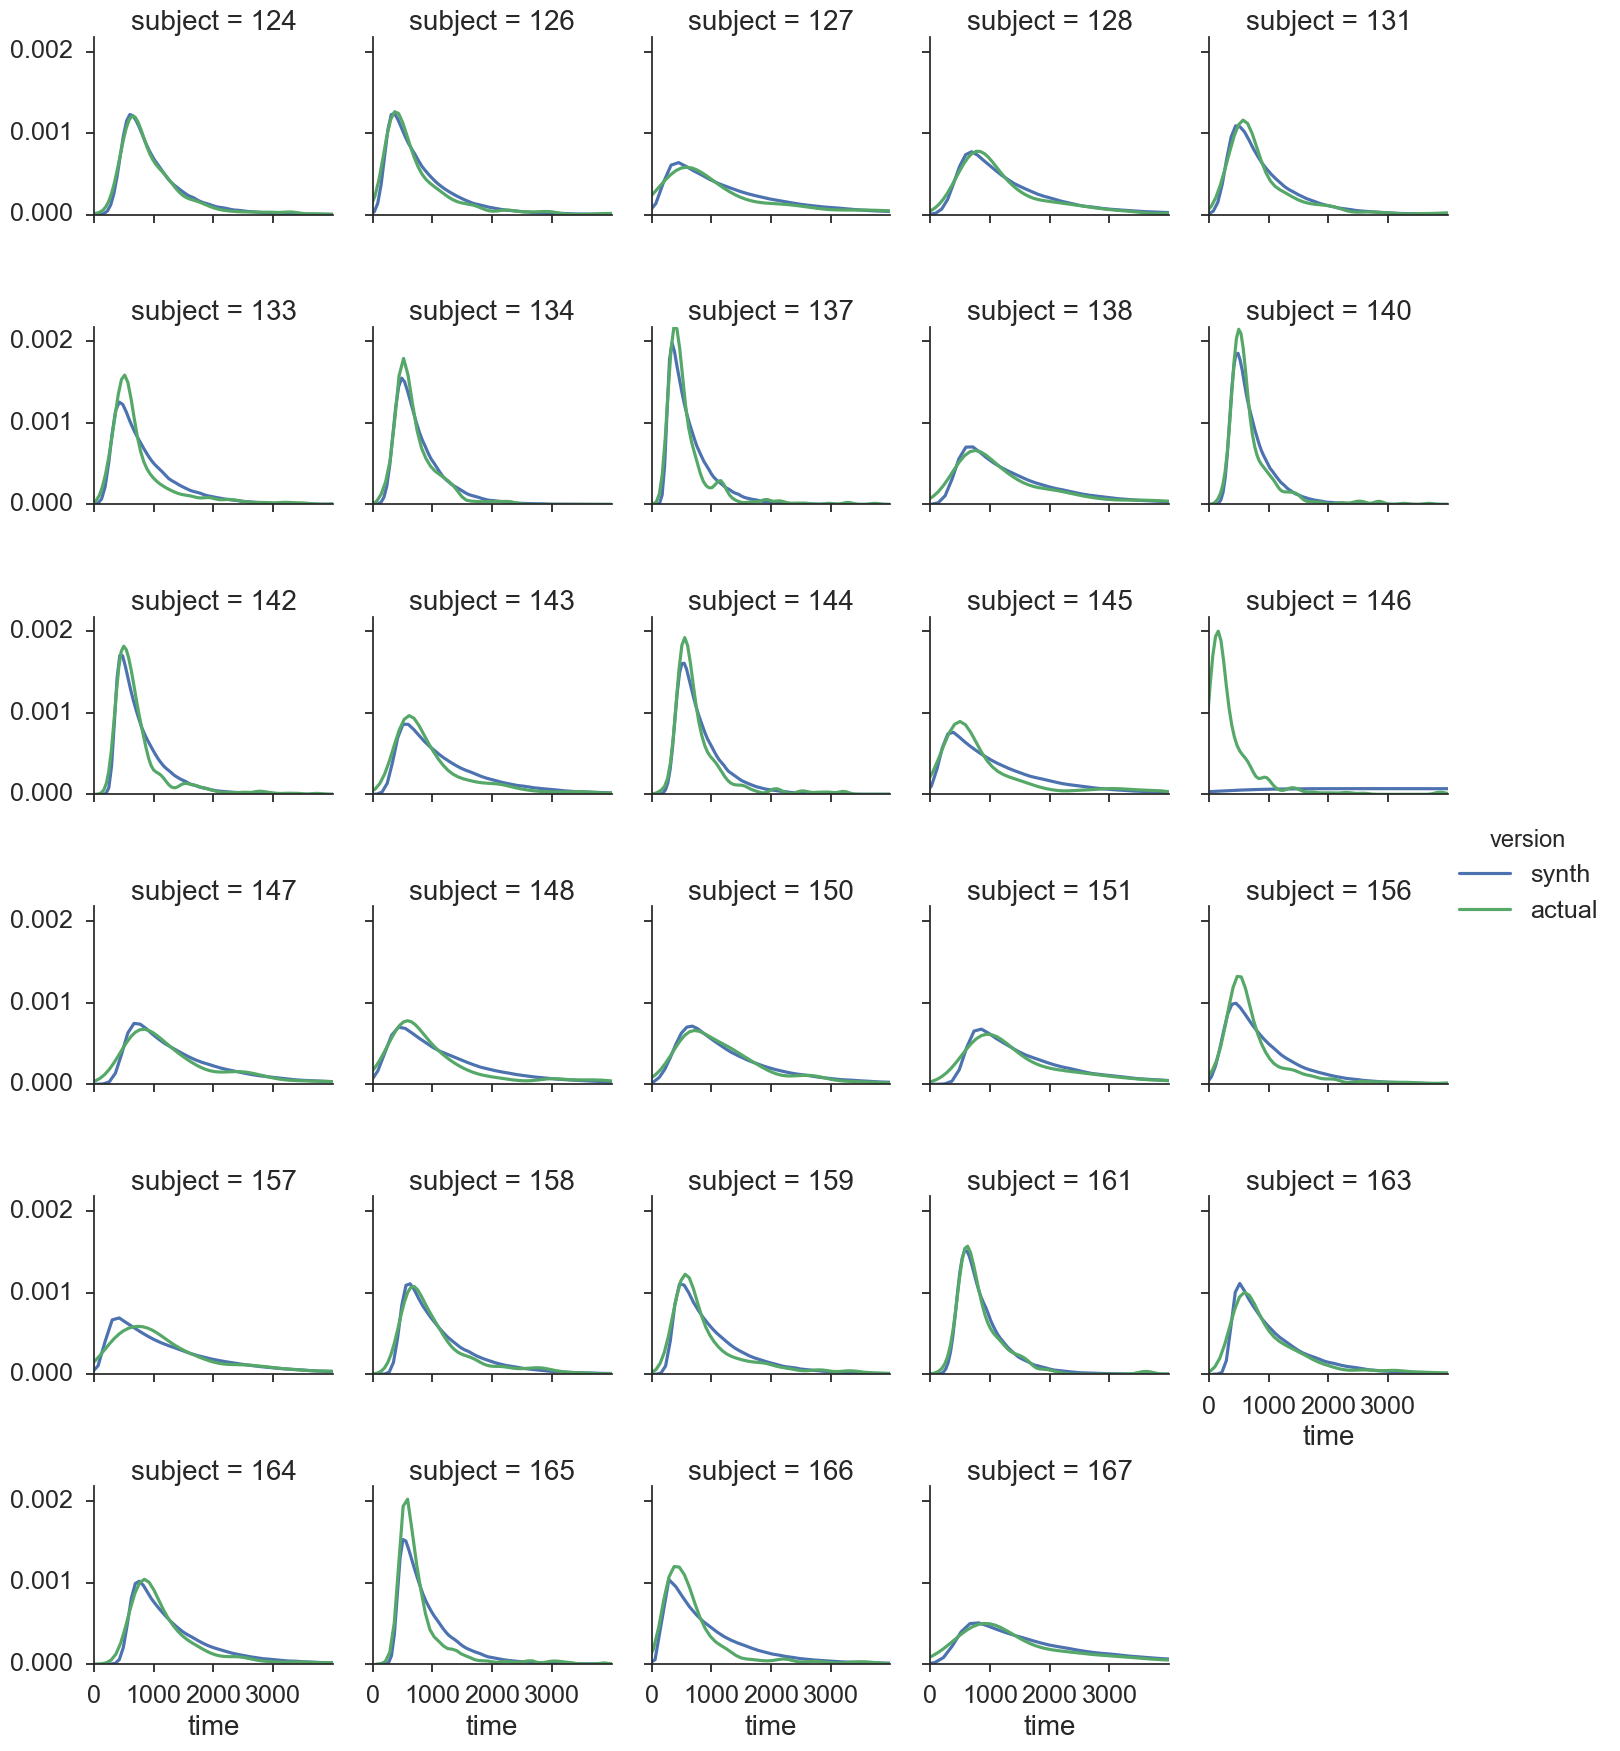 subject = 124
subject = 126
subject = 127
subject = 128
subject = 131
0.002
0.001
0.000
subject = 133
subject = 134
subject = 137
subject = 138
subject = 140
0.002
0.001
0.000
subject = 142
subject = 143
subject = 144
subject = 145
subject = 146
0.002
0.001
0.000
version
synth
actual
subject = 147
subject = 148
subject = 150
subject = 151
subject = 156
0.002
0.001
0.000
subject = 157
subject = 158
subject = 159
subject = 161
subject = 163
0.002
0.001
0.000
0 1000 2000 3000
time
subject = 164
subject = 165
subject = 166
subject = 167
0.002
0.001
0.000
0 1000 2000 3000
time
0 1000 2000 3000
time
0 1000 2000 3000
time
0 1000 2000 3000
time